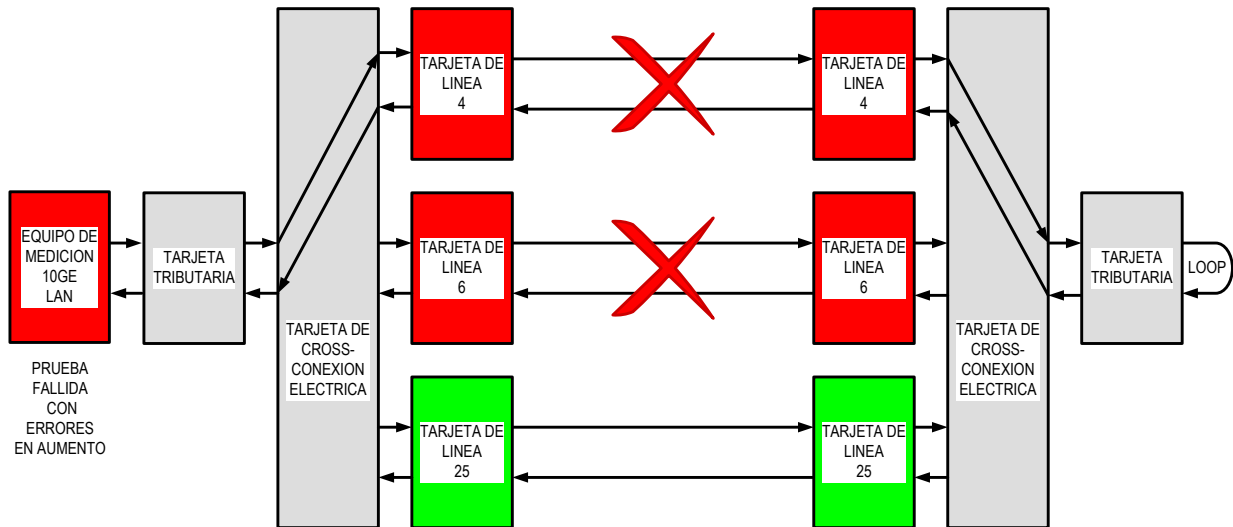 TARJETA DE
LINEA
4
TARJETA DE
LINEA
4
EQUIPO DE
MEDICION
10GE
LAN
TARJETA
TRIBUTARIA
TARJETA DE
LINEA
6
TARJETA DE
LINEA
6
TARJETA
TRIBUTARIA
LOOP
TARJETA DE
CROSS-
CONEXION
ELECTRICA
TARJETA DE
CROSS-
CONEXION
ELECTRICA
PRUEBA
FALLIDA
CON
ERRORES
EN AUMENTO
TARJETA DE
LINEA
25
TARJETA DE
LINEA
25